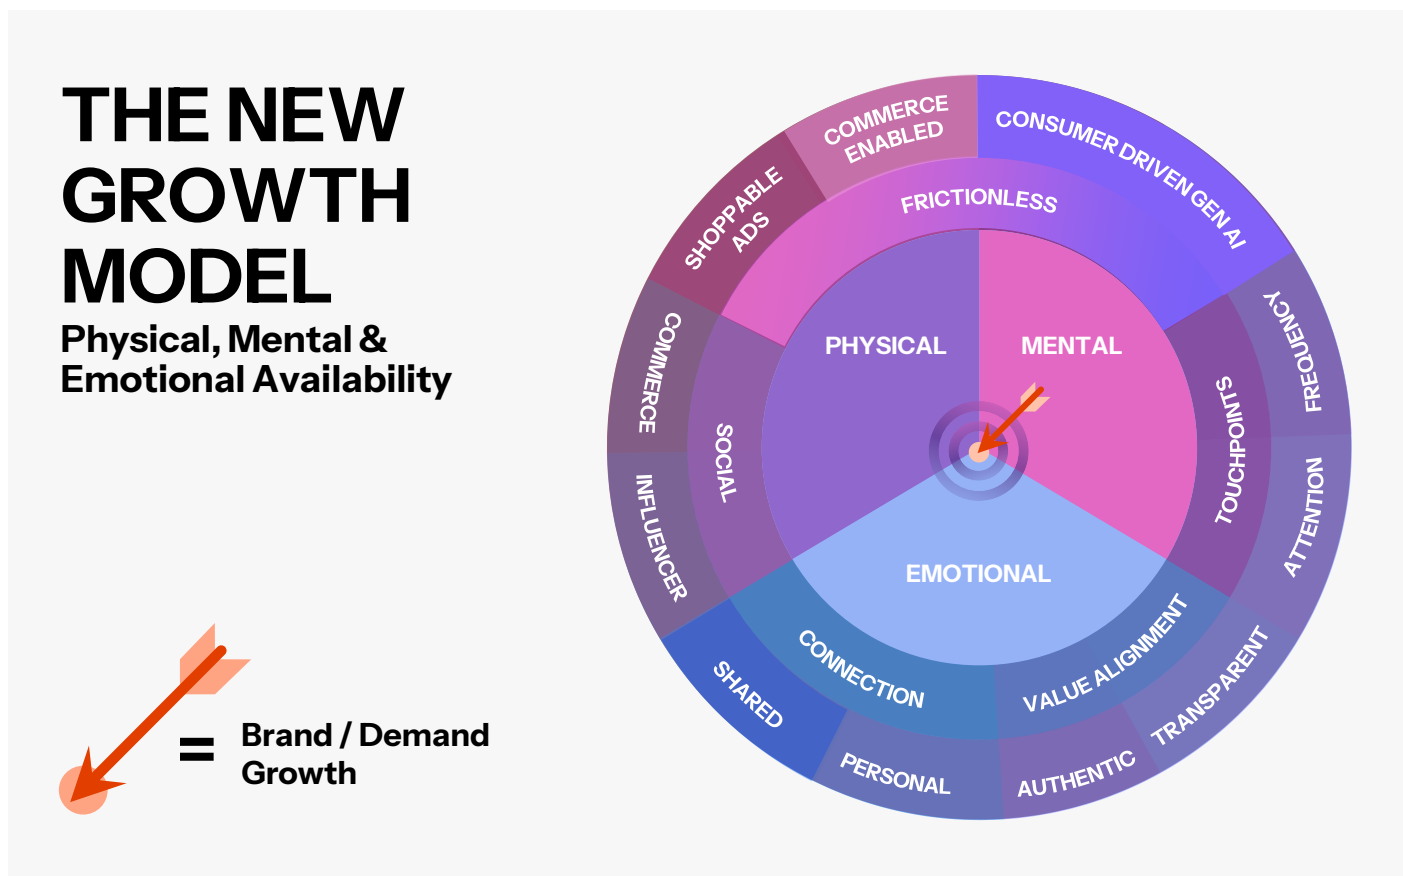 THE NEW
GROWTH
MODEL
Physical, Mental &
Emotional Availability
COMMERCE
ENABLED
CONSUMER DRIVEN GEN AI
SHOPPABLE
ADS
FRICTIONLESS
FREQUENCY
COMMERCE
PHYSICAL
MENTAL
SOCIAL
TOUCHPOINTS
INFLUENCER
ATTENTION
EMOTIONAL
CONNECTION
VALUE ALIGNMENT
SHARED
TRANSPARENT
PERSONAL
AUTHENTIC
= Brand / Demand
Growth